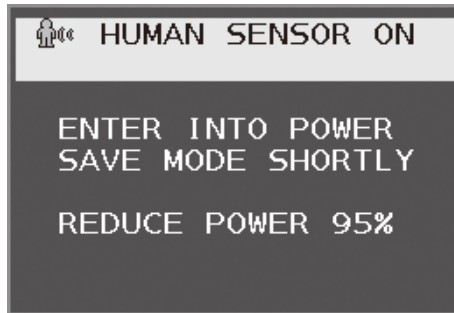 HUMAN SENSOR ON
ENTER INTO POWER
SAVE MODE SHORTLY
REDUCE POWER 95%